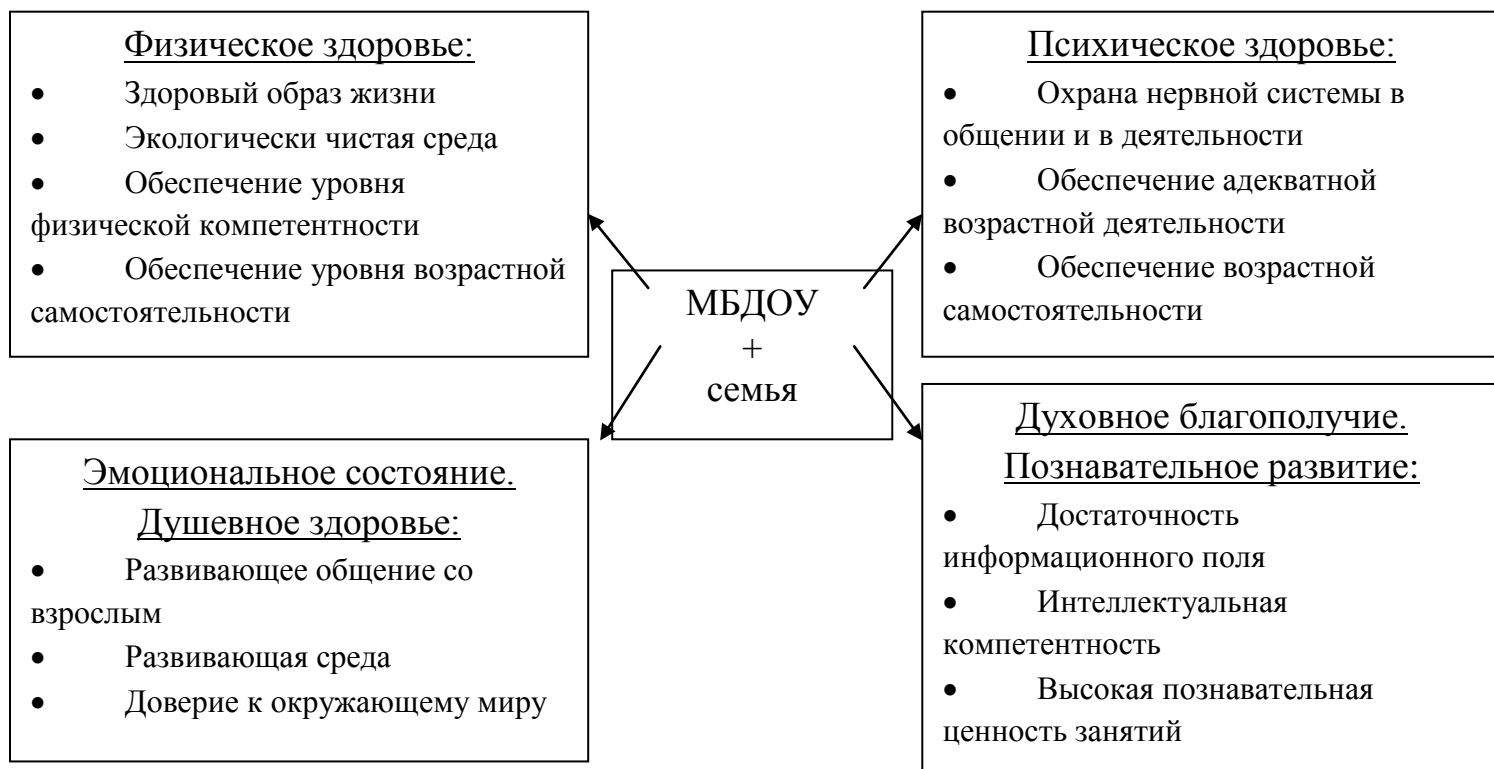 Физическое здоровье:
• Здоровый образ жизни
• Экологически чистая среда
• Обеспечение уровня
физической компетентности
• Обеспечение уровня возрастной
самостоятельности
Психическое здоровье:
• Охрана нервной системы в
общении и в деятельности
• Обеспечение адекватной
возрастной деятельности
• Обеспечение возрастной
самостоятельности
МБДОУ
+
семья
Эмоциональное состояние.
Душевное здоровье:
• Развивающее общение со
взрослым
• Развивающая среда
• Доверие к окружающему миру
Духовное благополучие.
Познавательное развитие:
• Достаточность
информационного поля
• Интеллектуальная
компетентность
• Высокая познавательная
ценность занятий